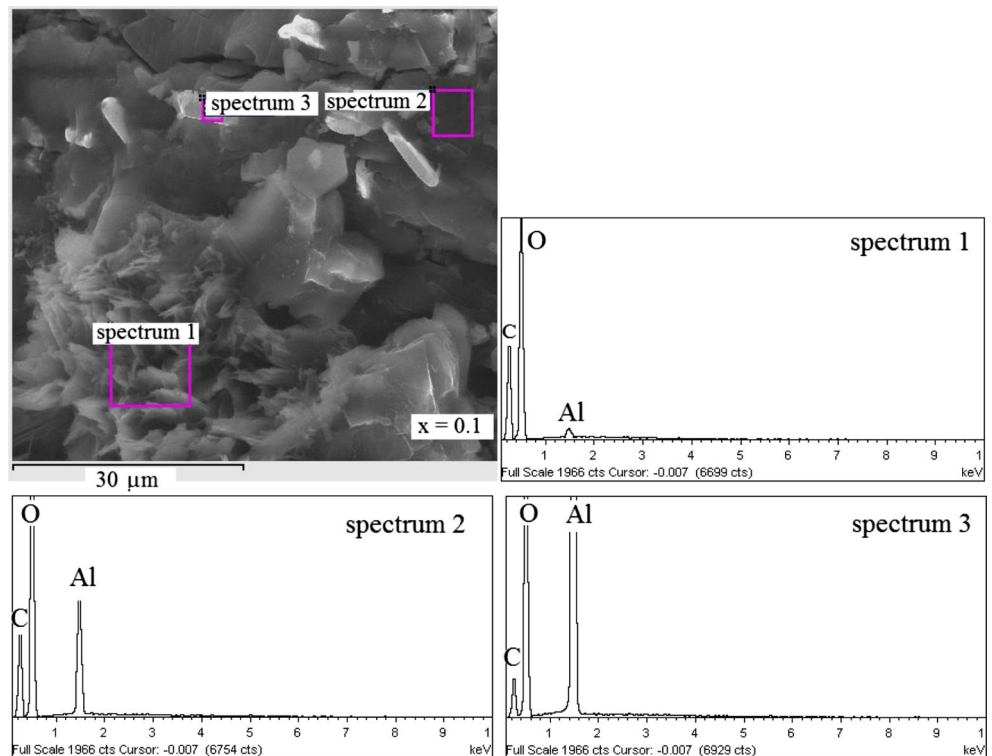 spectrum 3
spectrum 2
spectrum 1
x = 0.1
30 µm
spectrum 1
O
C
Al
1 2 3 4 5 6 7 8 9 1
Full Scale 1966 cts Cursor: -0.007 (6699 cts) keV
spectrum 2
O
Al
C
1 2 3 4 5 6 7 8 9 1
Full Scale 1966 cts Cursor: -0.007 (6754 cts) keV
spectrum 3
O Al
C
1 2 3 4 5 6 7 8 9 1
Full Scale 1966 cts Cursor: -0.007 (6929 cts) keV